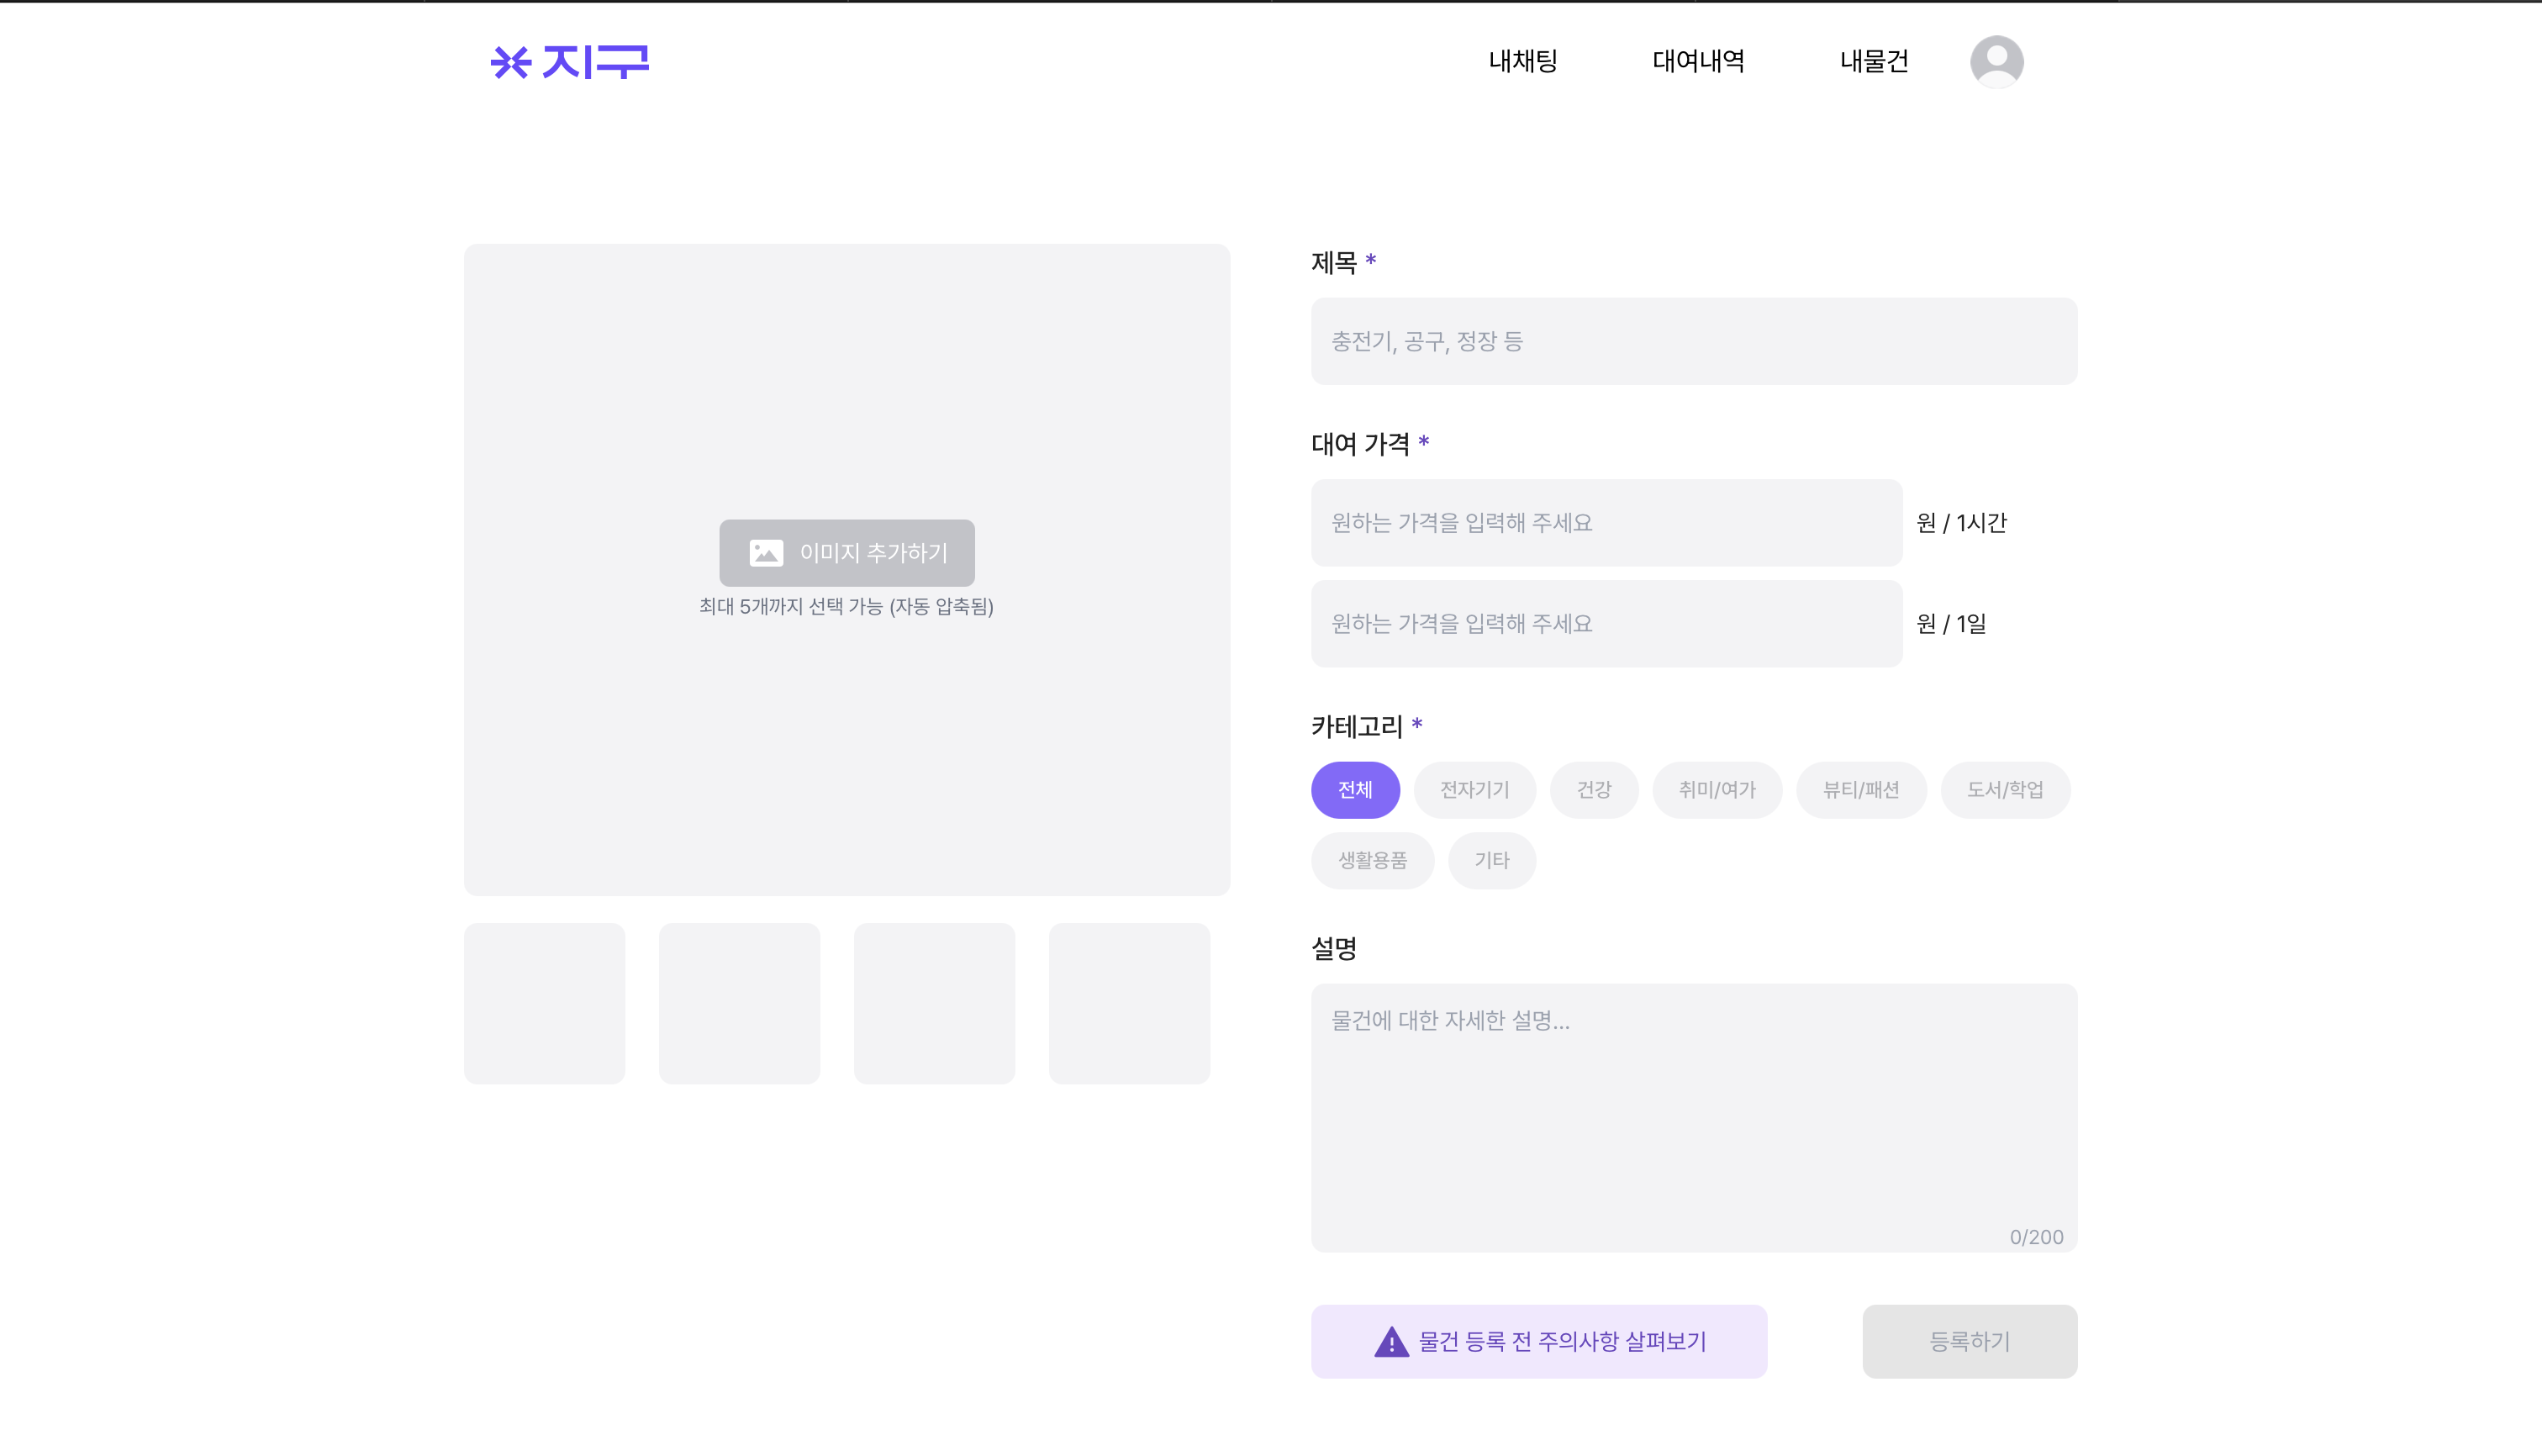 지구
내채팅 대여내역 내물건
이미지 추가하기
최대 5개까지 선택 가능 (자동 압축됨)
제목 *
충전기, 공구, 정장 등
대여 가격 *
원하는 가격을 입력해 주세요 원 / 1시간
원하는 가격을 입력해 주세요 원 / 1일
카테고리 *
전체 전자기기 건강 취미/여가 뷰티/패션 도서/학업
생활용품 기타
설명
물건에 대한 자세한 설명...
0/200
물건 등록 전 주의사항 살펴보기 등록하기